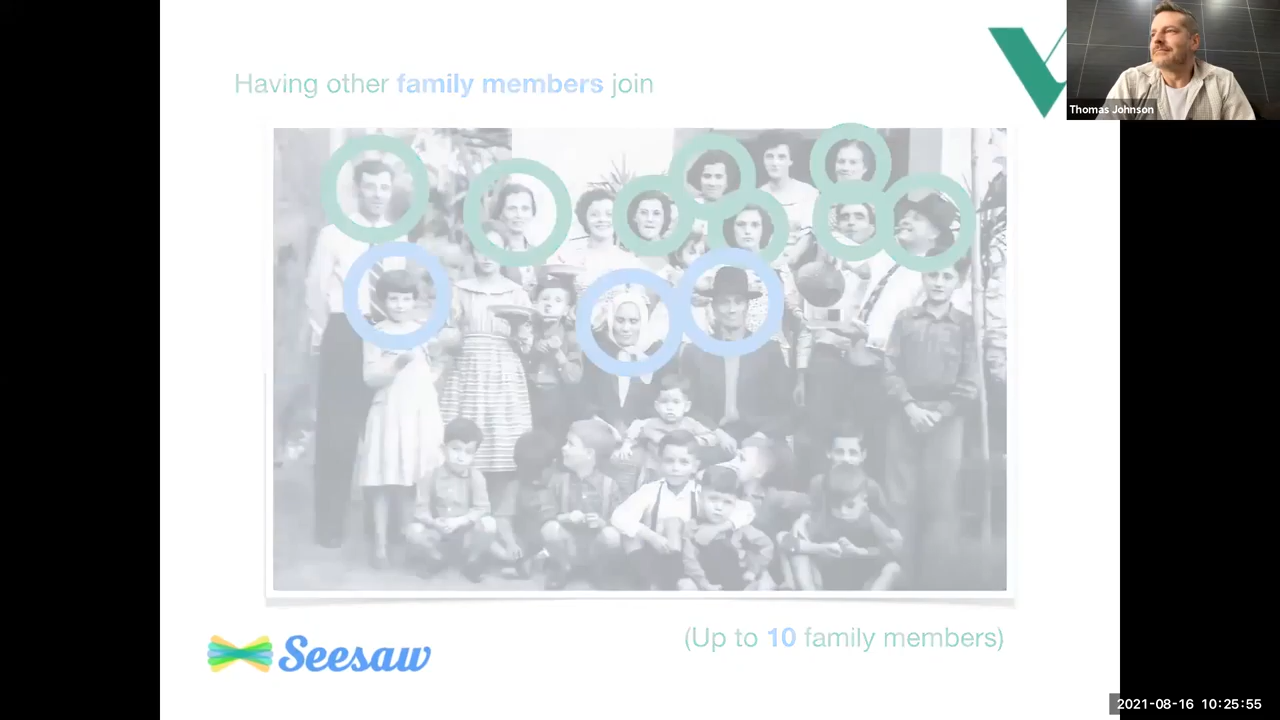 Having other family members join
Thomas Johnson
Seesaw
(Up to 10 family members)
2021-08-16 10:25:55